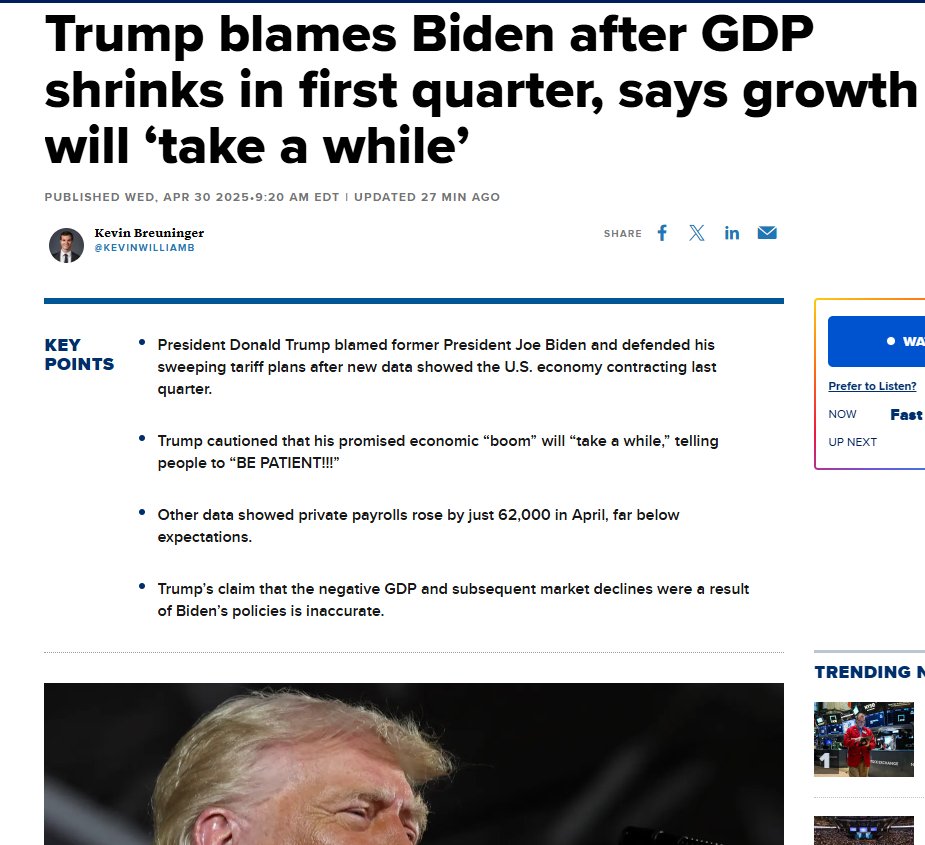 Trump blames Biden after GDP
shrinks in first quarter, says growth
will ‘take a while’
PUBLISHED WED, APR 30 2025•9:20 AM EDT | UPDATED 27 MIN AGO
Kevin Breuninger
@KEVINWILLIAMB
SHARE
KEY
POINTS
President Donald Trump blamed former President Joe Biden and defended his
sweeping tariff plans after new data showed the U.S. economy contracting last
quarter.
Trump cautioned that his promised economic “boom” will “take a while,” telling
people to “BE PATIENT!!!”
Other data showed private payrolls rose by just 62,000 in April, far below
expectations.
Trump’s claim that the negative GDP and subsequent market declines were a result
of Biden’s policies is inaccurate.
Prefer to Listen?
NOW Fast
UP NEXT
TRENDING
1